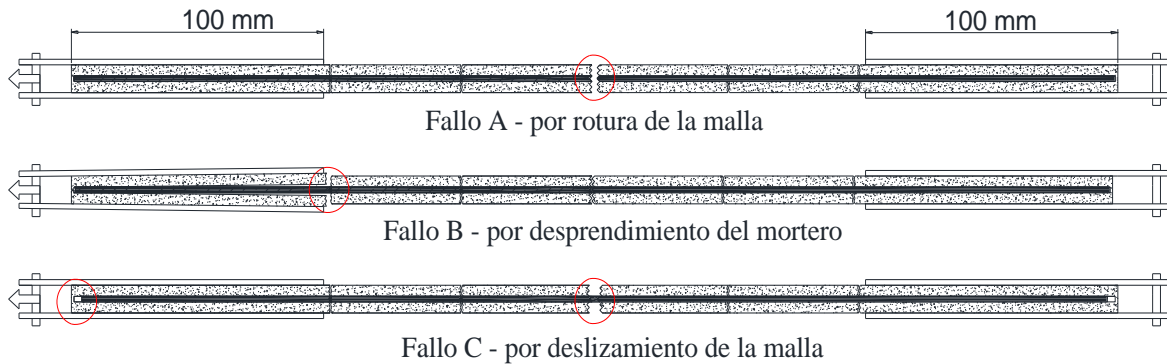 100 mm
100 mm
Fallo A - por rotura de la malla
Fallo B - por desprendimiento del mortero
Fallo C - por deslizamiento de la malla